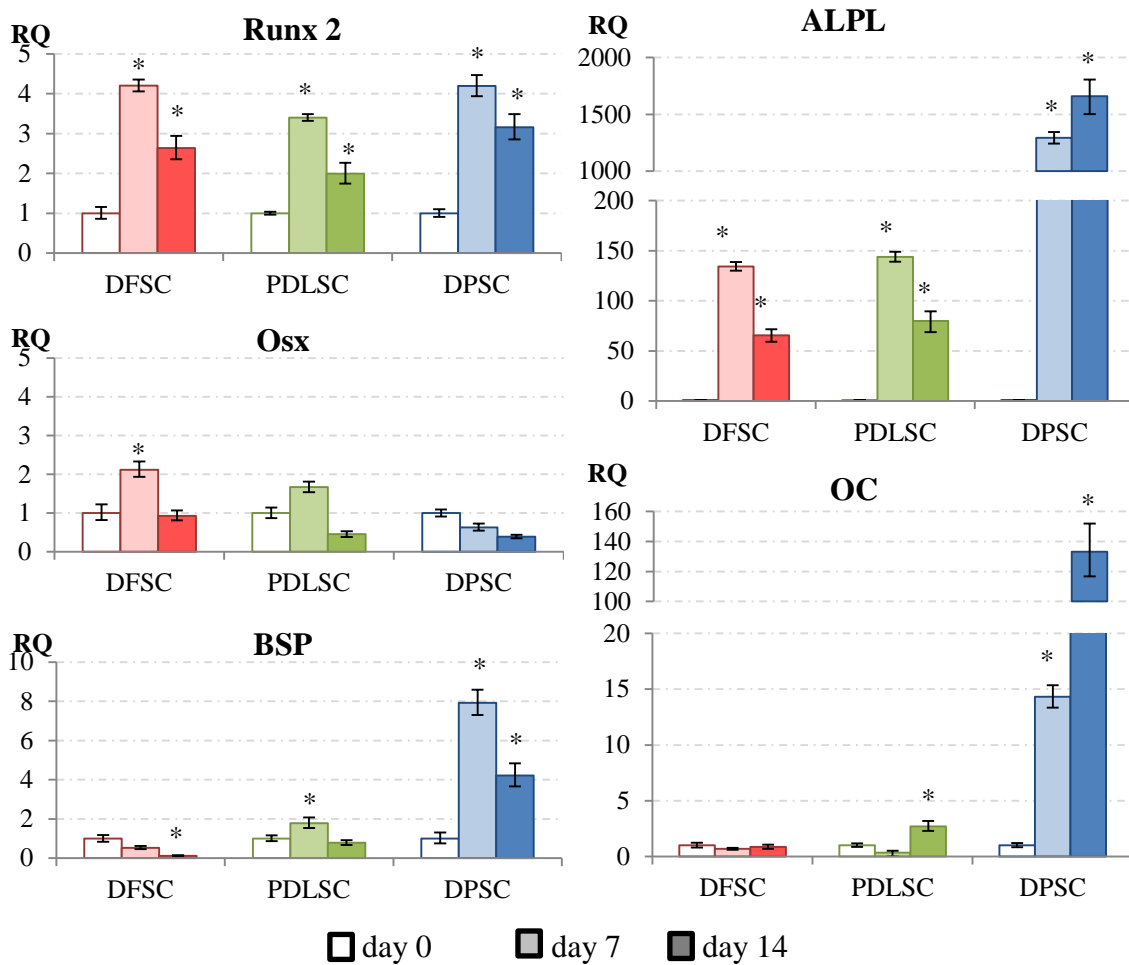 Runx 2
RQ
5
4
3
2
1
0
* * * * * *
DFSC PDLSC DPSC
Osx
RQ
5
4
3
2
1
0
*
DFSC PDLSC DPSC
BSP
RQ
10
8
6
4
2
0
* * * *
DFSC PDLSC DPSC
ALPL
RQ
2000
1500
1000
200
150
100
50
0
* * * * * *
DFSC PDLSC DPSC
OC
RQ
160
140
120
100
20
15
10
5
0
* * *
DFSC PDLSC DPSC
day 0 day 7 day 14